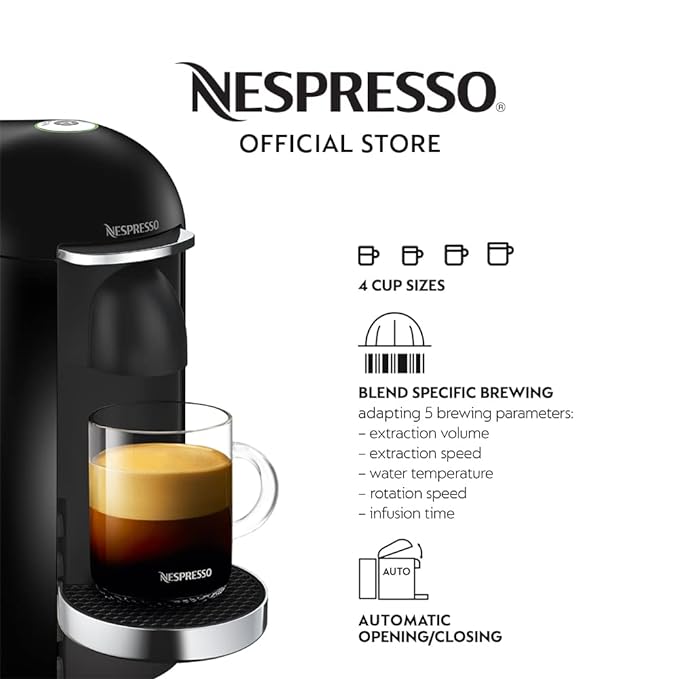 NESPRESSO®
OFFICIAL STORE
NESPRESSO
4 CUP SIZES
BLEND SPECIFIC BREWING
adapting 5 brewing parameters:
– extraction volume
– extraction speed
– water temperature
– rotation speed
– infusion time
NESPRESSO
AUTO
AUTOMATIC
OPENING/CLOSING